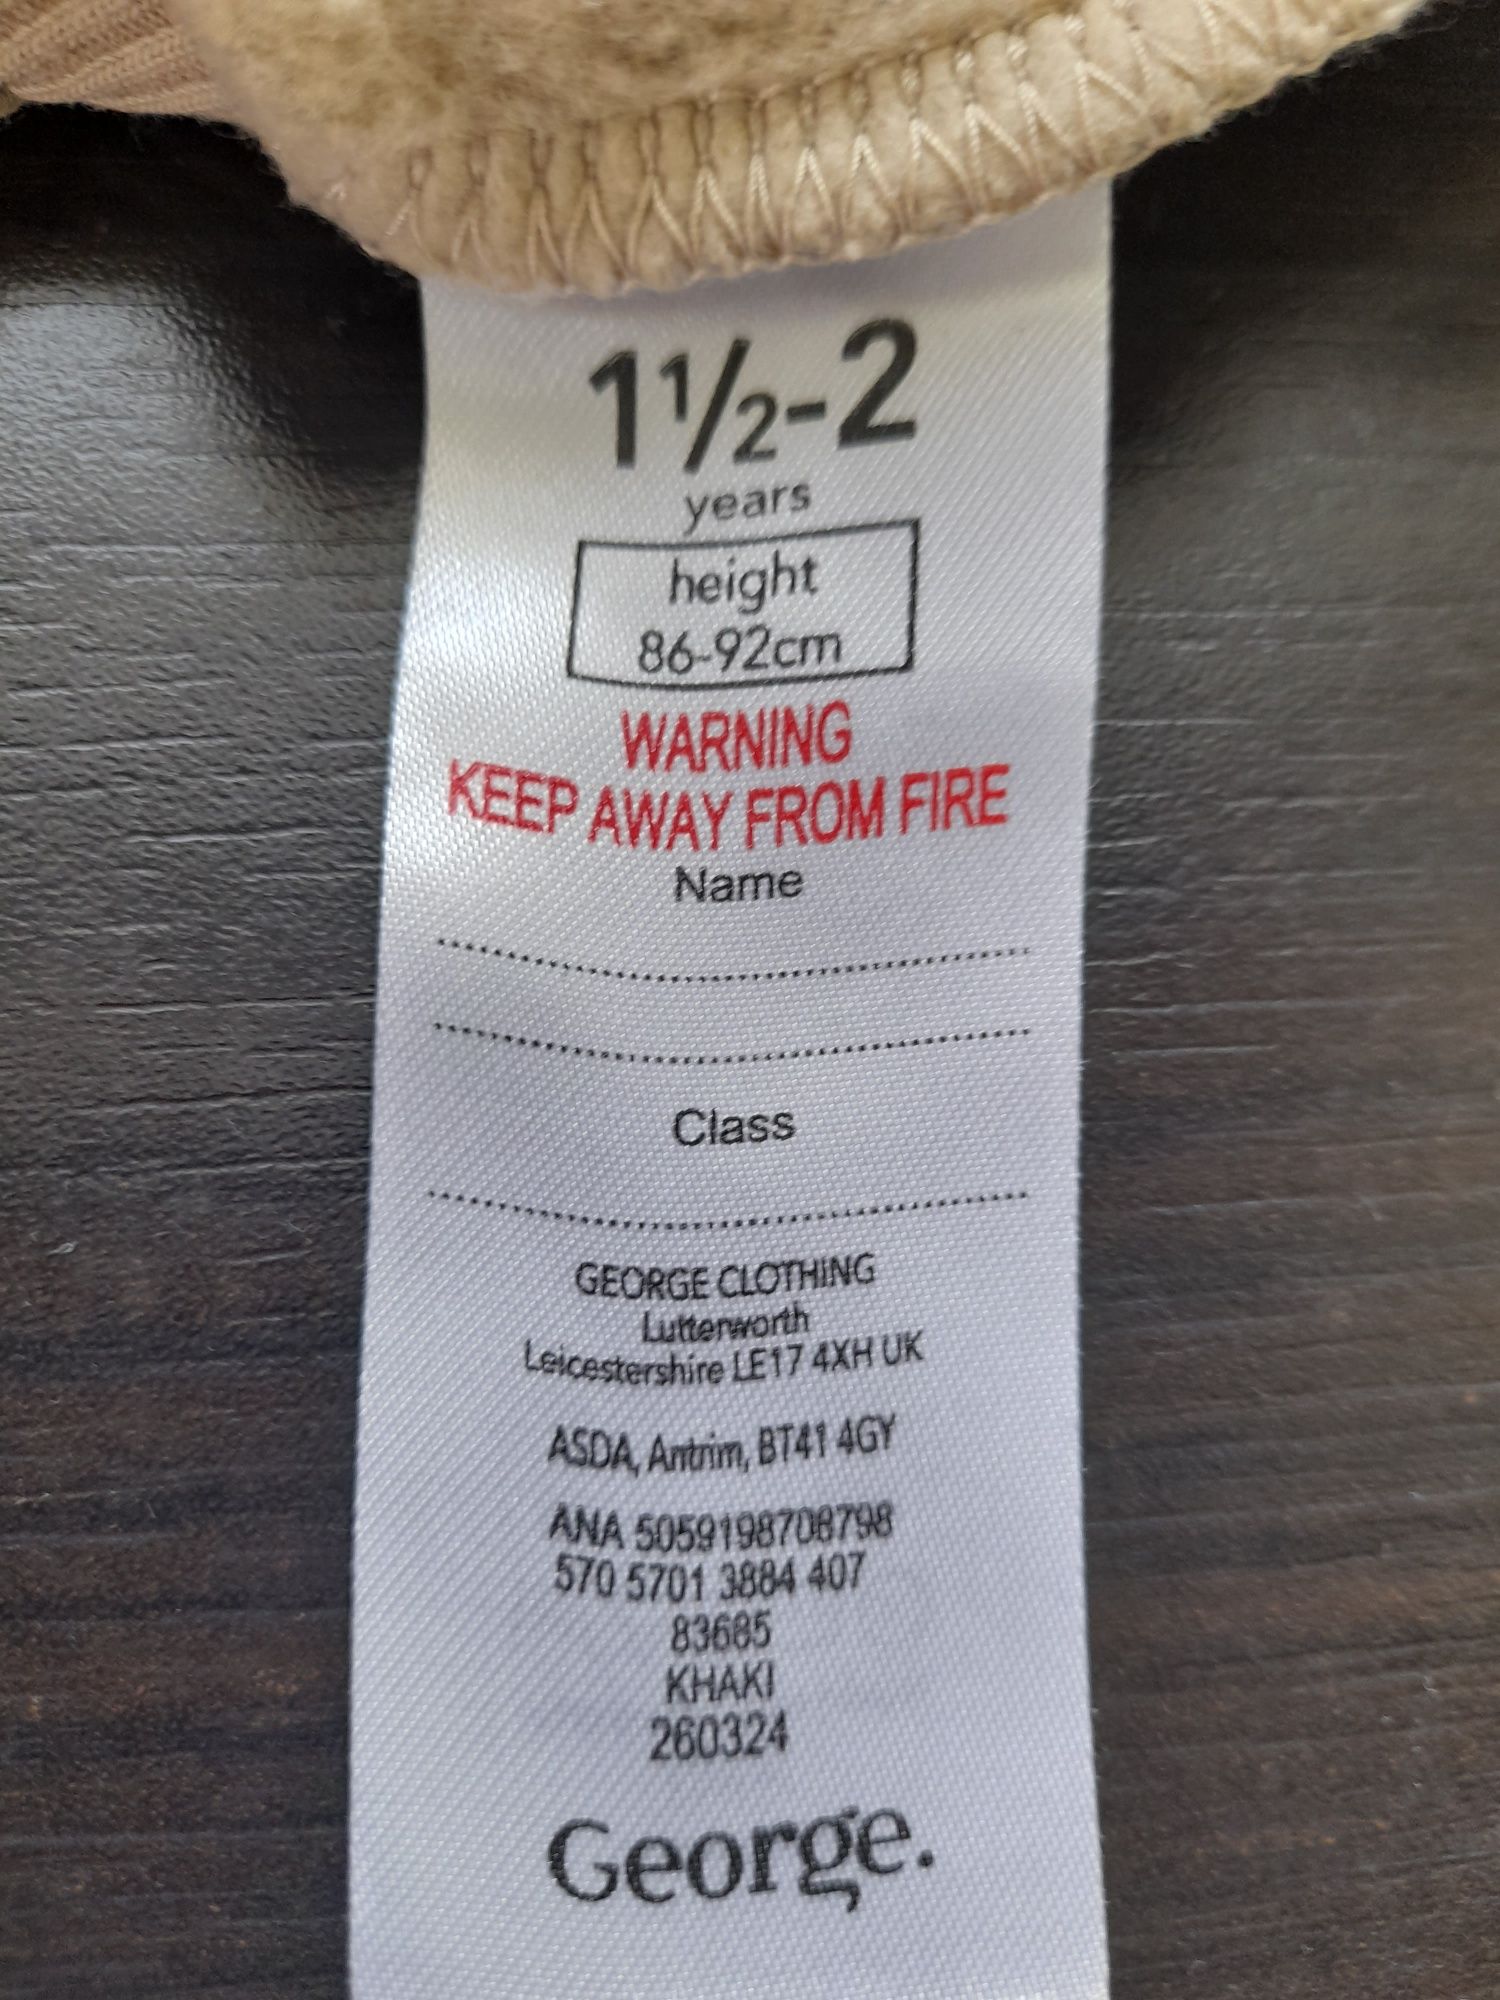 1½-2
years
height
86-92cm
WARNING
KEEP AWAY FROM FIRE
Name
Class
GEORGE CLOTHING
Lutterworth
Leicestershire LE17 4XH UK
ASDA, Antrim, BT41 4GY
ANA 5059198708798
570 5701 3884 407
83685
KHAKI
260324
George.